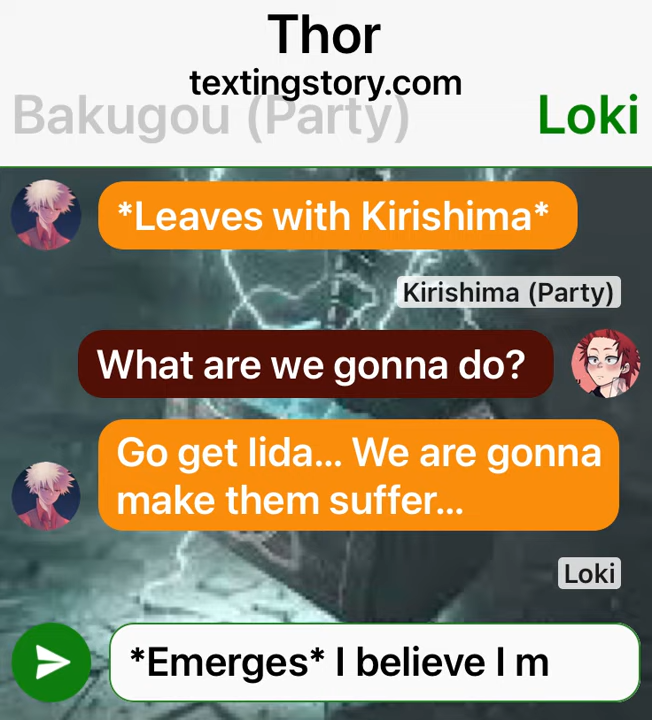 Thor
textingstory.com
Bakugou (Party)
Loki
*Leaves with Kirishima*
Kirishima (Party)
What are we gonna do?
Go get Iida... We are gonna
make them suffer...
Loki
*Emerges* I believe I m